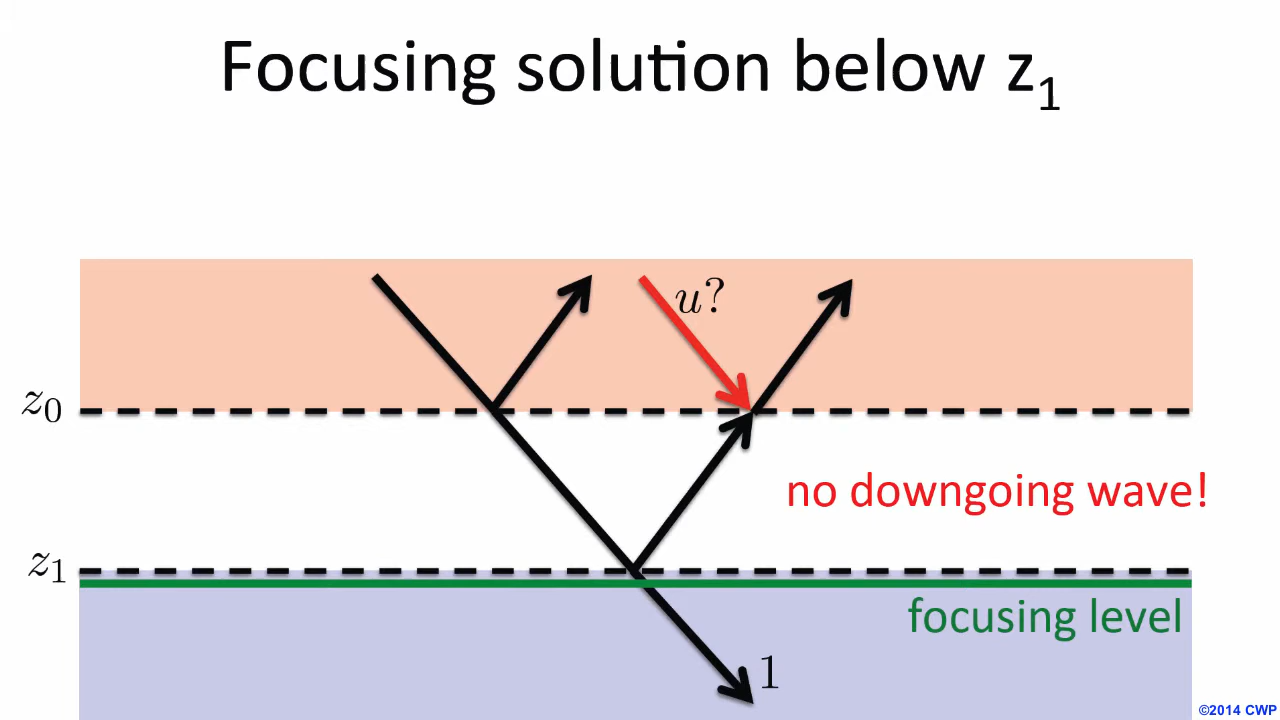 Focusing solution below z₁
u?
z₀
no downgoing wave!
z₁
focusing level
1
©2014 CWP